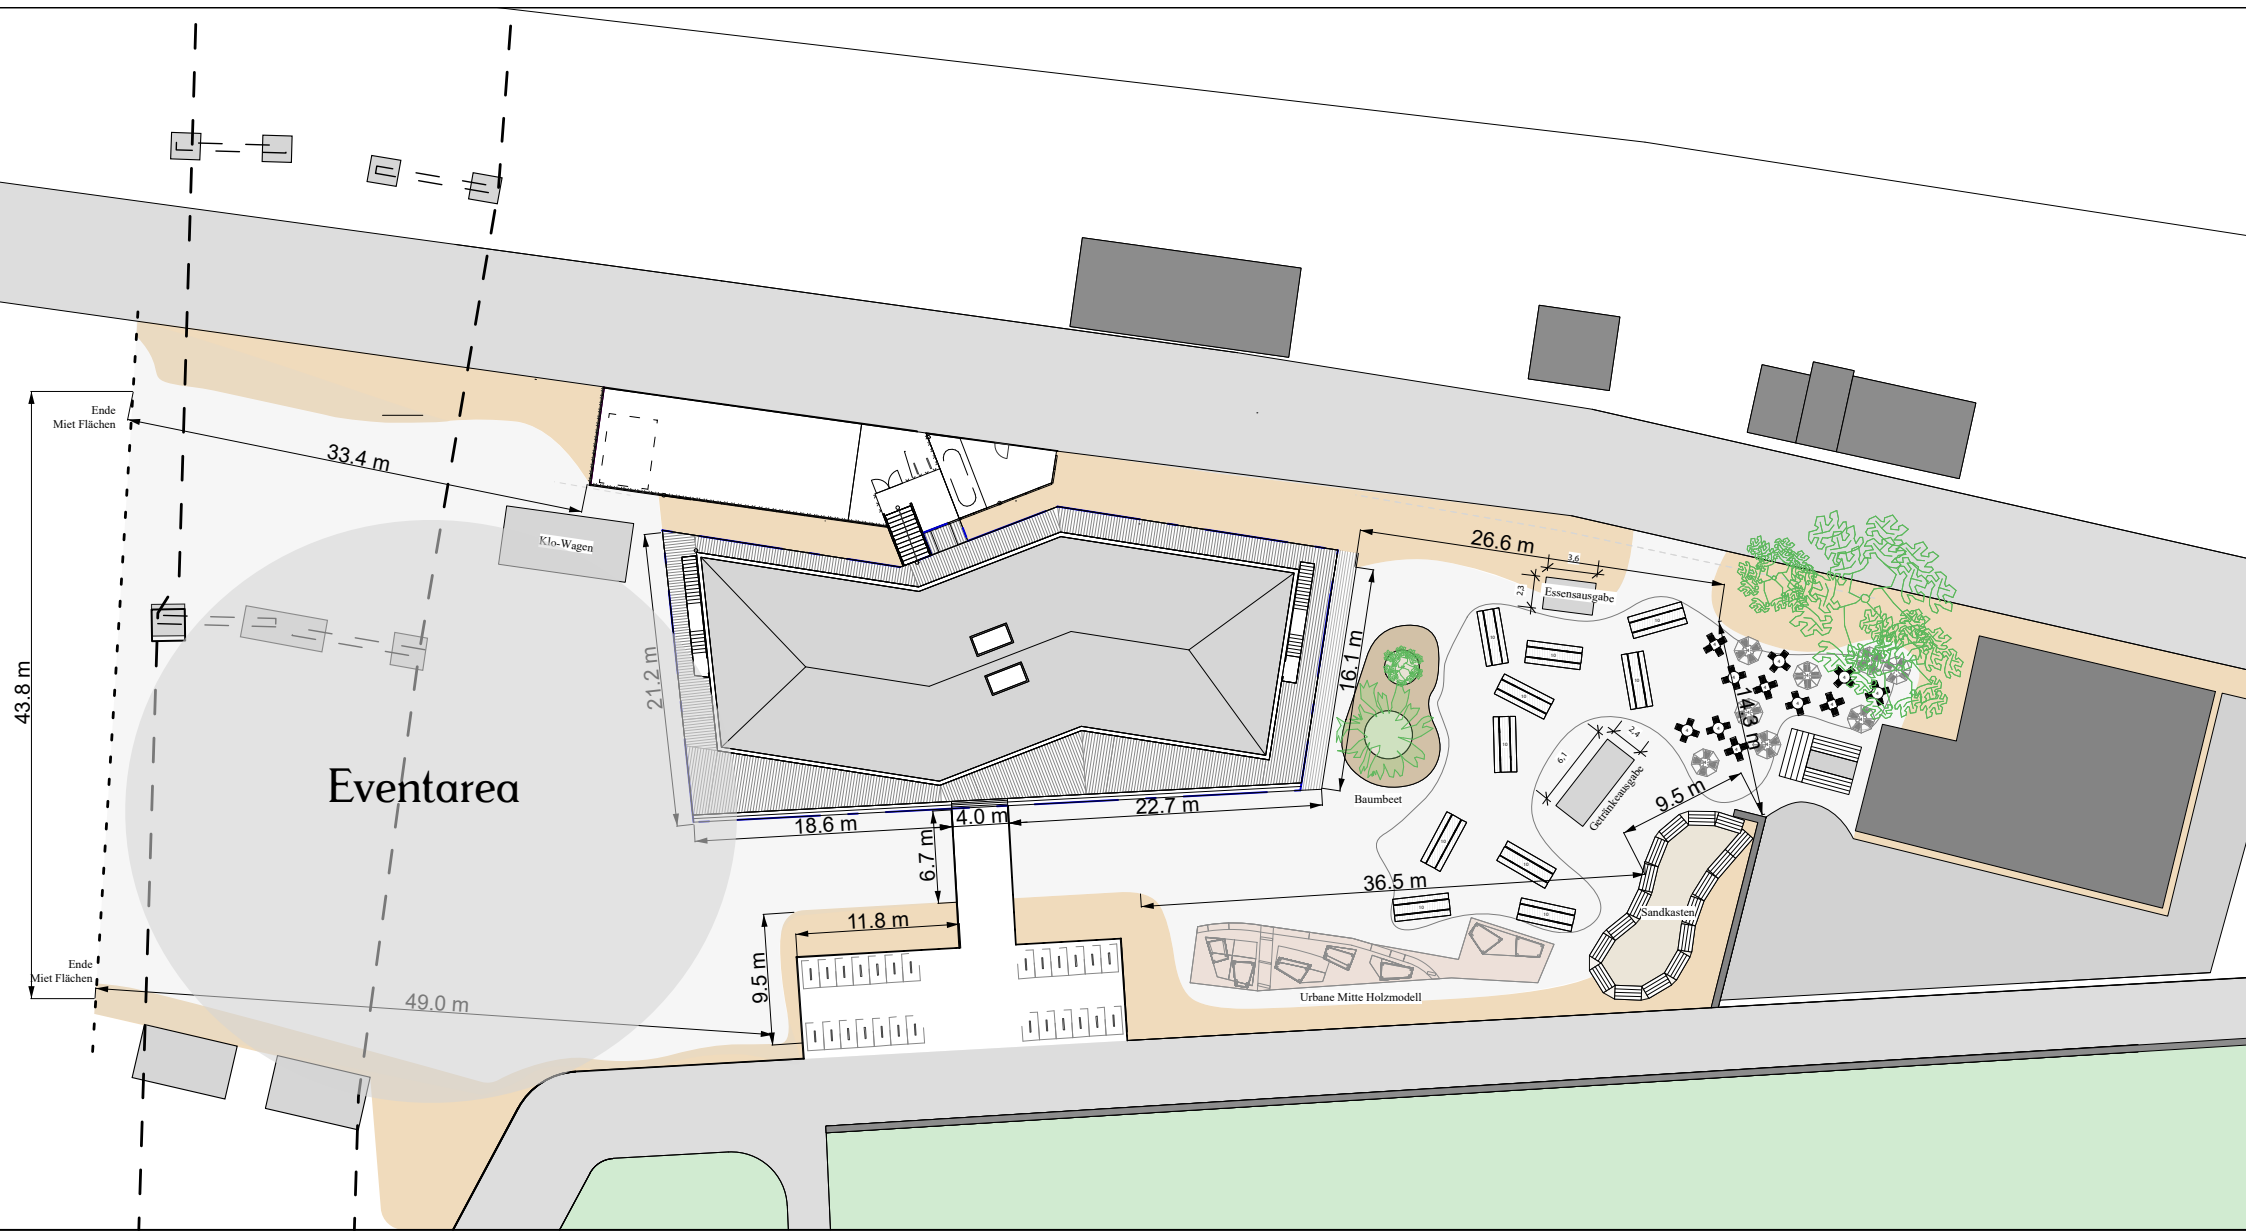 Ende
Miet Flächen
33.4 m
43.8 m
Klo-Wagen
21.2 m
Eventarea
18.6 m
4.0 m
22.7 m
6.7 m
11.8 m
9.5 m
49.0 m
Ende
Miet Flächen
26.6 m
3,6
2,3
Essensausgabe
16.1 m
Baumbeet
14.3 m
2,4
6,1
Getränkeausgabe
9.5 m
36.5 m
Sandkasten
Urbane Mitte Holzmodell